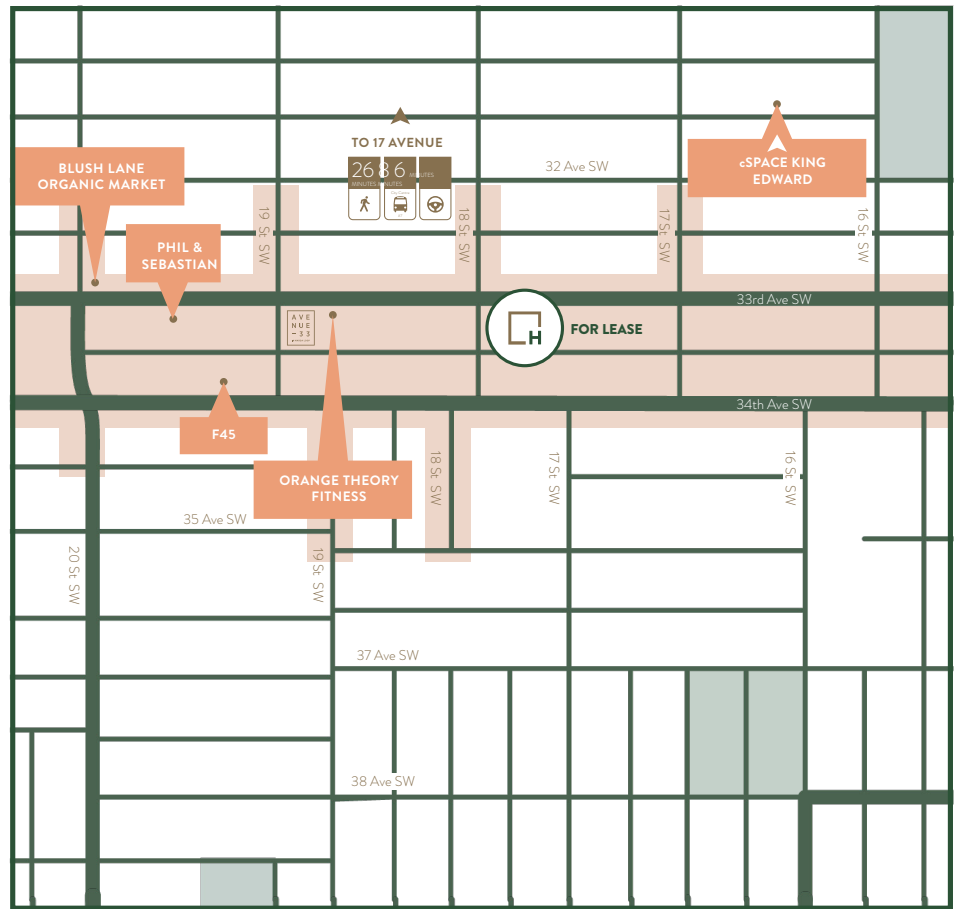 TO 17 AVENUE
26 8 6 MINUTES
MINUTES MINUTES
32 Ave SW
cSPACE KING
EDWARD
BLUSH LANE
ORGANIC MARKET
19 St SW
18 St SW
17 St SW
16 St SW
PHIL &
SEBASTIAN
33rd Ave SW
AVE
NUE
–33
H
FOR LEASE
34th Ave SW
F45
18 St SW
17 St SW
16 St SW
ORANGE THEORY
FITNESS
35 Ave SW
20 St SW
19 St SW
37 Ave SW
38 Ave SW